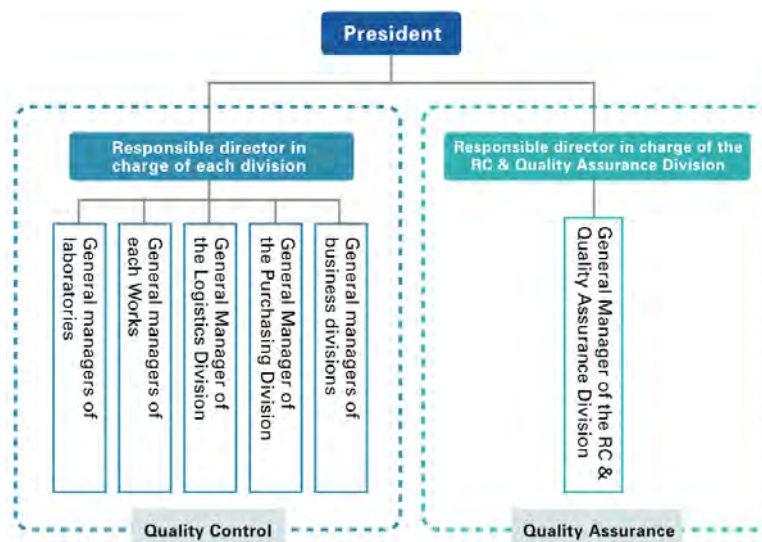 President
Responsible director in
charge of each division
Responsible director in charge of the
RC & Quality Assurance Division
General managers of
laboratories
General managers of
each Works
General Manager of
the Logistics Division
General Manager of
the Purchasing Division
General managers of
business divisions
General Manager of the RC &
Quality Assurance Division
Quality Control
Quality Assurance